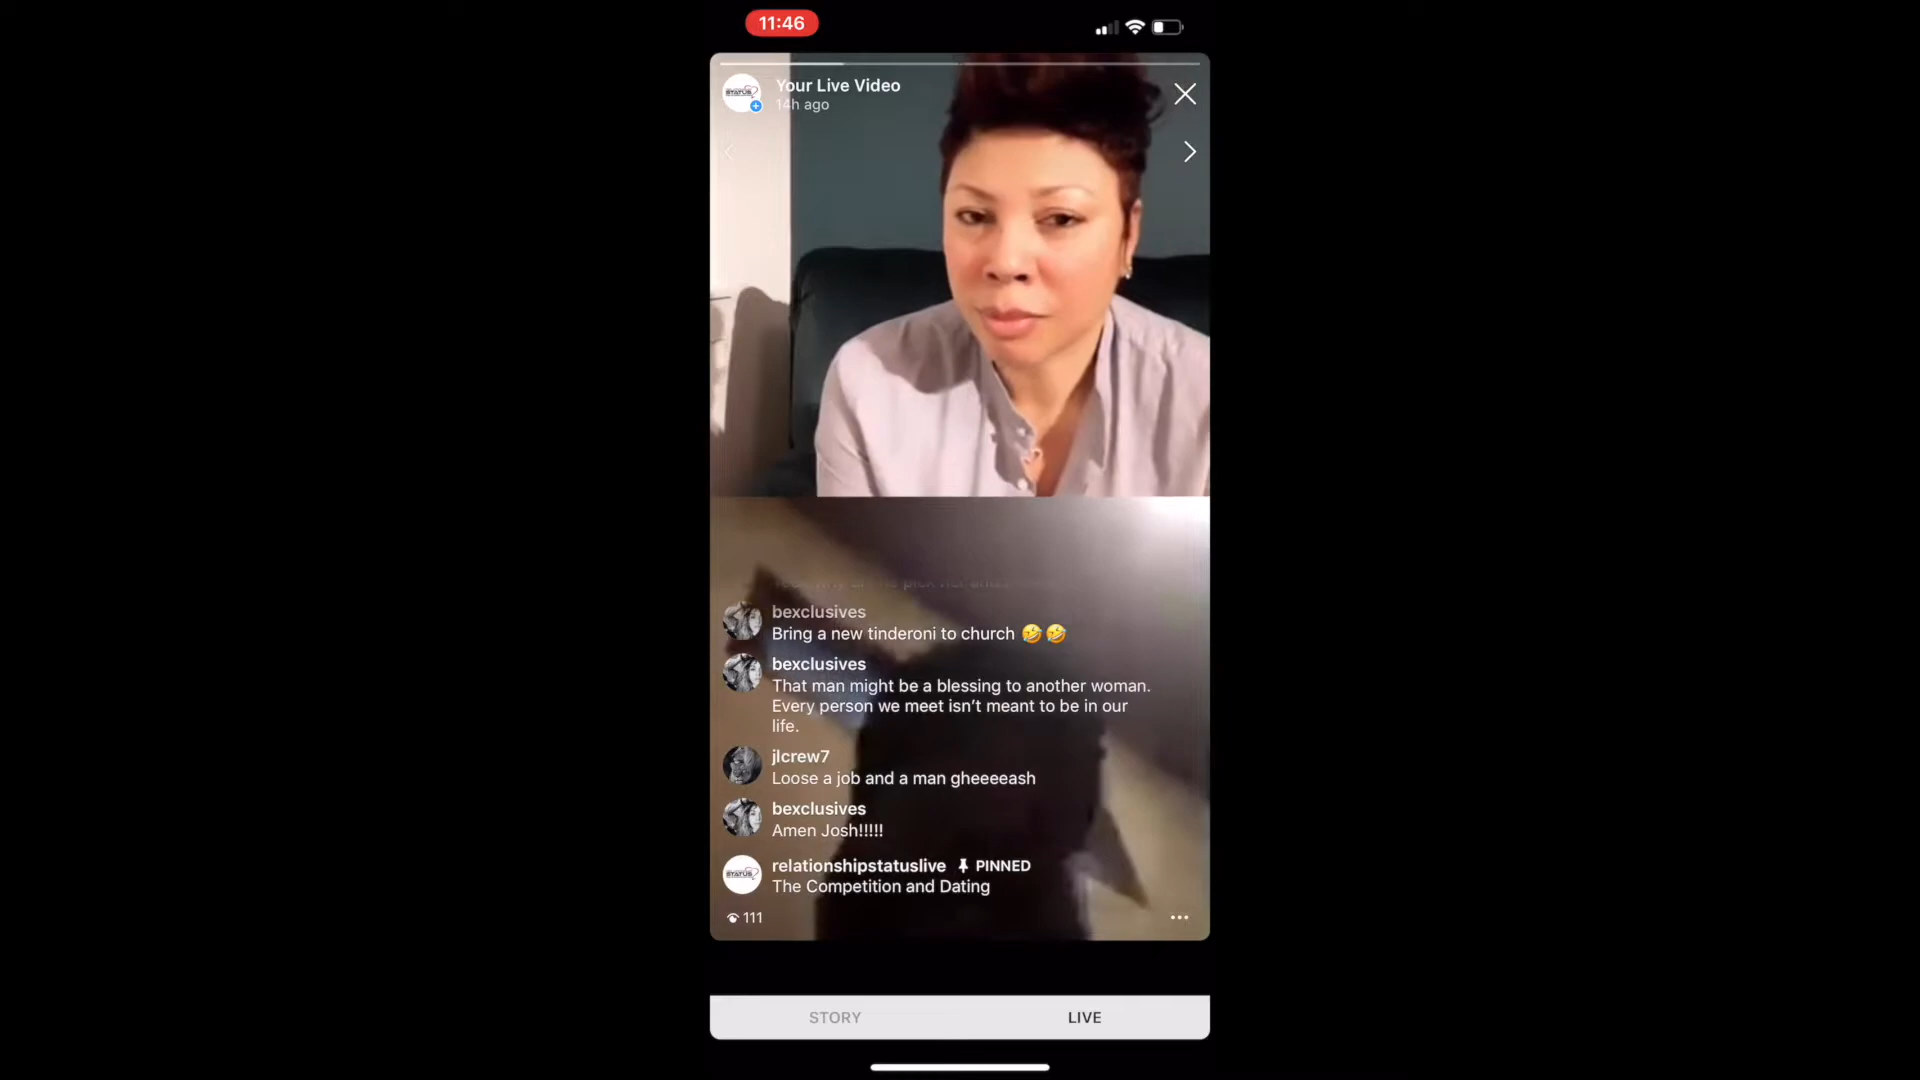 11:46
Your Live Video
14h ago
STATUS
bexclusives
Bring a new tinderoni to church 🤣🤣
bexclusives
That man might be a blessing to another woman.
Every person we meet isn’t meant to be in our
life.
jlcrew7
Loose a job and a man gheeeeash
bexclusives
Amen Josh!!!!!
relationshipstatuslive PINNED
STATUS
The Competition and Dating
111
STORY
LIVE